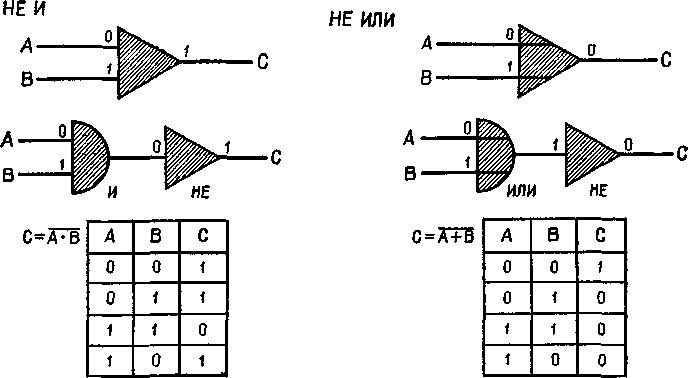 НЕ И
A 0 1 C
B 1
A 0 0 1 C
B 1
И НЕ
C=A̅·̅B̅
A B C
0 0 1
0 1 1
1 1 0
1 0 1
НЕ ИЛИ
A 0 0 C
B 1
A 0 1 0 C
B 1
ИЛИ НЕ
C=A̅+̅B̅
A B C
0 0 1
0 1 0
1 1 0
1 0 0